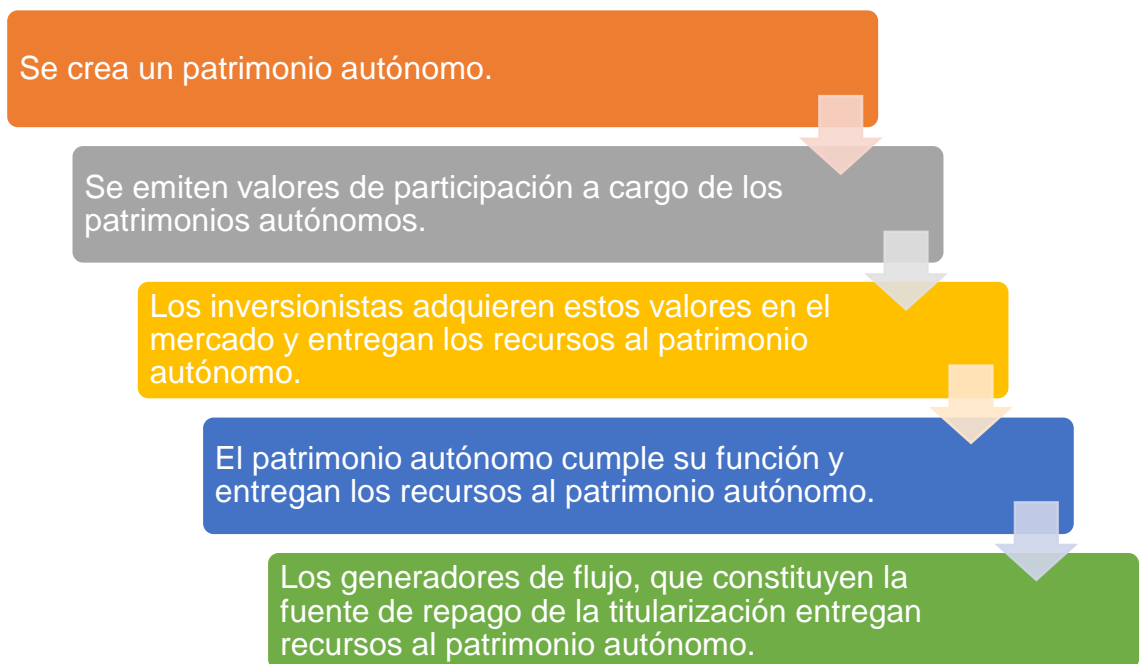 Se crea un patrimonio autónomo.
Se emiten valores de participación a cargo de los
patrimonios autónomos.
Los inversionistas adquieren estos valores en el
mercado y entregan los recursos al patrimonio
autónomo.
El patrimonio autónomo cumple su función y
entregan los recursos al patrimonio autónomo.
Los generadores de flujo, que constituyen la
fuente de repago de la titularización entregan
recursos al patrimonio autónomo.